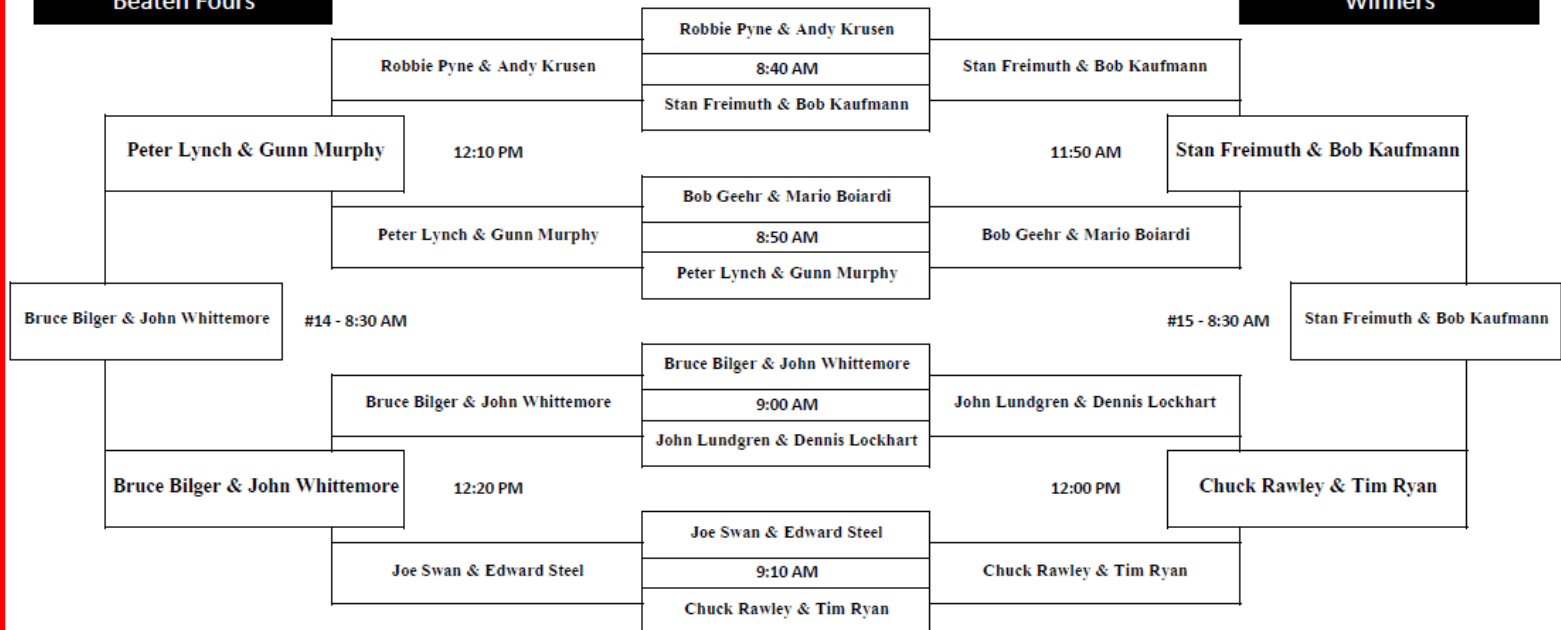 Beaten Fours
Winners
Robbie Pyne & Andy Krusen
Robbie Pyne & Andy Krusen
8:40 AM
Stan Freimuth & Bob Kaufmann
Stan Freimuth & Bob Kaufmann
Peter Lynch & Gunn Murphy
12:10 PM
11:50 AM
Stan Freimuth & Bob Kaufmann
Bob Geehr & Mario Boiardi
Peter Lynch & Gunn Murphy
8:50 AM
Bob Geehr & Mario Boiardi
Peter Lynch & Gunn Murphy
Bruce Bilger & John Whittemore
#14 - 8:30 AM
#15 - 8:30 AM
Stan Freimuth & Bob Kaufmann
Bruce Bilger & John Whittemore
Bruce Bilger & John Whittemore
9:00 AM
John Lundgren & Dennis Lockhart
John Lundgren & Dennis Lockhart
Bruce Bilger & John Whittemore
12:20 PM
12:00 PM
Chuck Rawley & Tim Ryan
Joe Swan & Edward Steel
Joe Swan & Edward Steel
9:10 AM
Chuck Rawley & Tim Ryan
Chuck Rawley & Tim Ryan